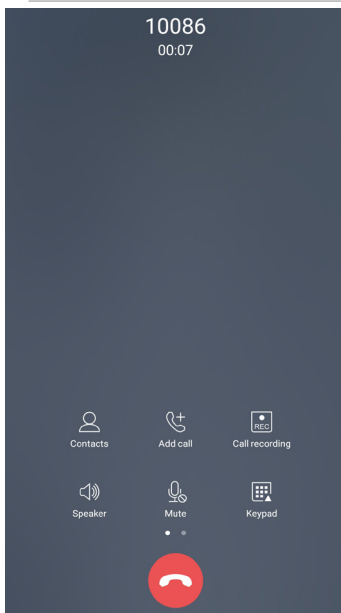 10086
00:07
Contacts
Add call
REC
Call recording
Speaker
Mute
Keypad